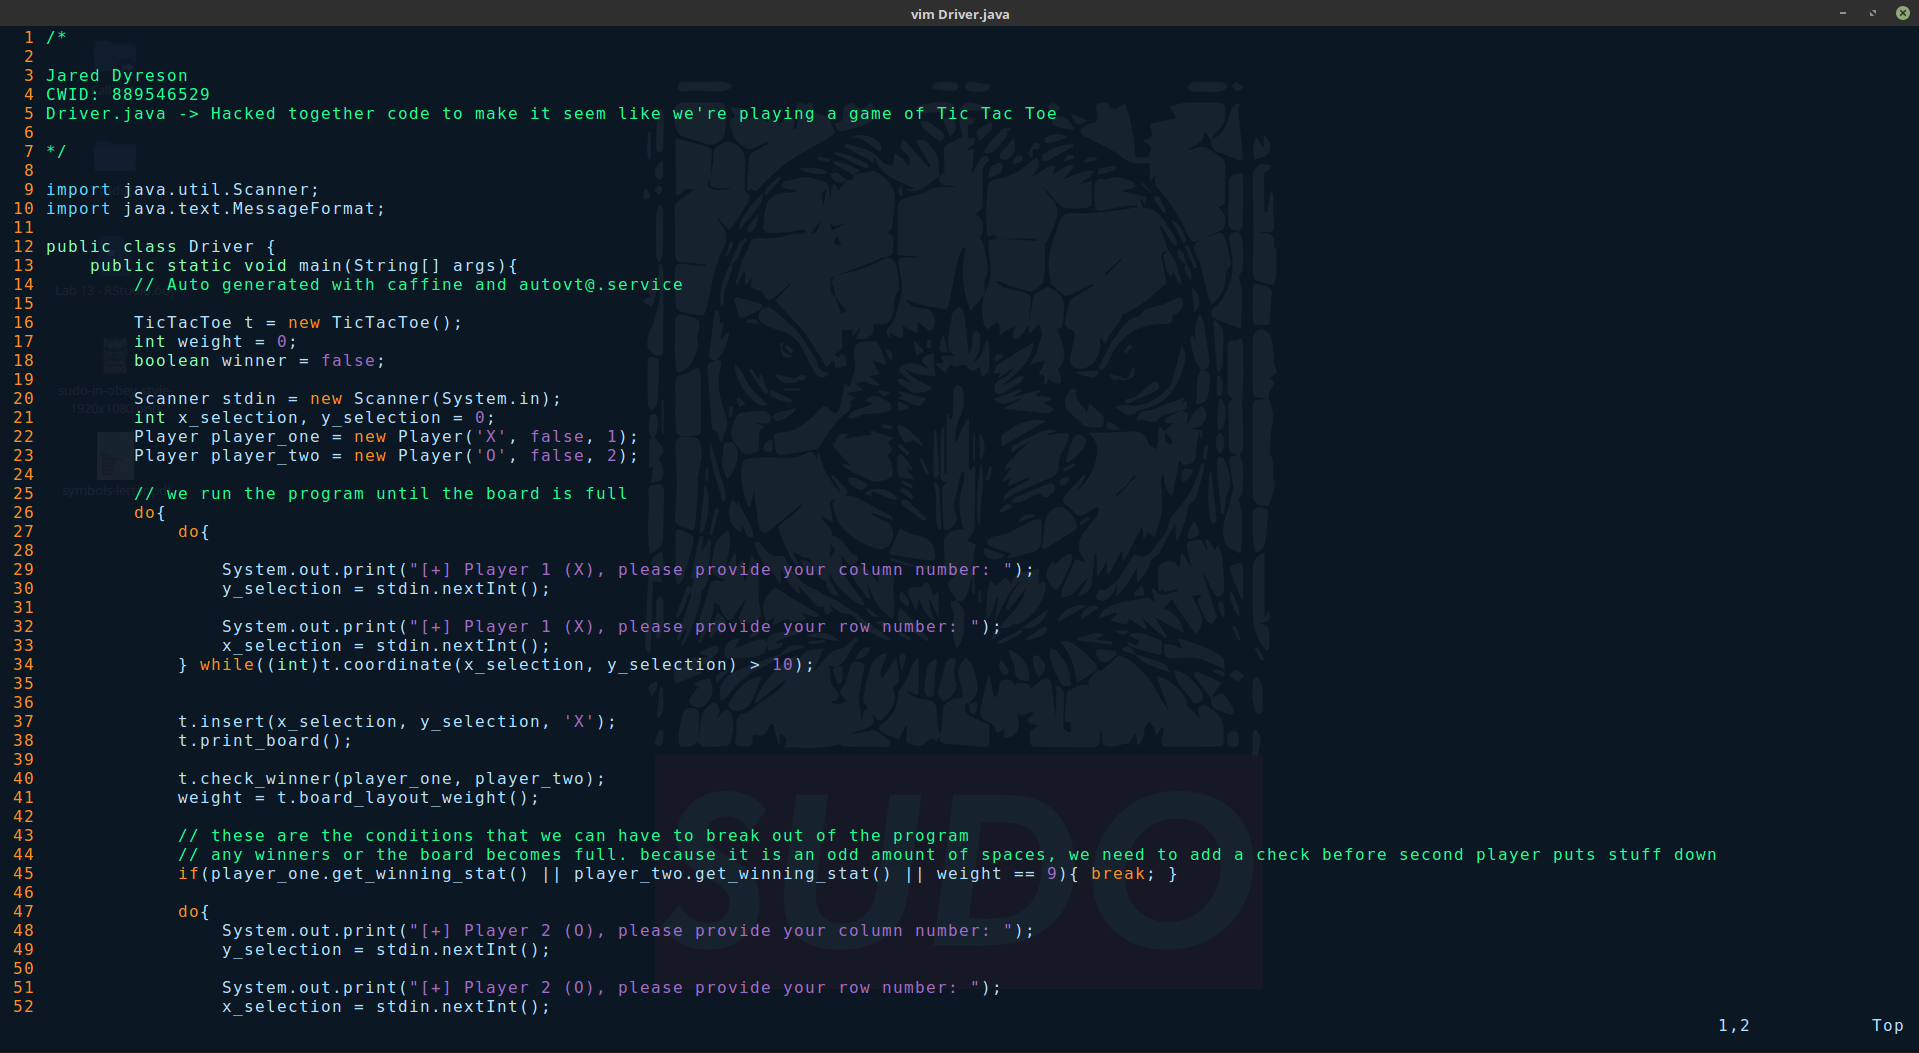 vim Driver.java
1 /*
2
3 Jared Dyreson
4 CWID: 889546529
5 Driver.java -> Hacked together code to make it seem like we're playing a game of Tic Tac Toe
6
7 */
8
9 import java.util.Scanner;
10 import java.text.MessageFormat;
11
12 public class Driver {
13     public static void main(String[] args){
14         // Auto generated with caffine and autovt@.service
15
16         TicTacToe t = new TicTacToe();
17         int weight = 0;
18         boolean winner = false;
19
20         Scanner stdin = new Scanner(System.in);
21         int x_selection, y_selection = 0;
22         Player player_one = new Player('X', false, 1);
23         Player player_two = new Player('O', false, 2);
24
25         // we run the program until the board is full
26         do{
27             do{
28
29                 System.out.print("[+] Player 1 (X), please provide your column number: ");
30                 y_selection = stdin.nextInt();
31
32                 System.out.print("[+] Player 1 (X), please provide your row number: ");
33                 x_selection = stdin.nextInt();
34             } while((int)t.coordinate(x_selection, y_selection) > 10);
35
36
37             t.insert(x_selection, y_selection, 'X');
38             t.print_board();
39
40             t.check_winner(player_one, player_two);
41             weight = t.board_layout_weight();
42
43             // these are the conditions that we can have to break out of the program
44             // any winners or the board becomes full. because it is an odd amount of spaces, we need to add a check before second player puts stuff down
45             if(player_one.get_winning_stat() || player_two.get_winning_stat() || weight == 9){ break; }
46
47             do{
48                 System.out.print("[+] Player 2 (O), please provide your column number: ");
49                 y_selection = stdin.nextInt();
50
51                 System.out.print("[+] Player 2 (O), please provide your row number: ");
52                 x_selection = stdin.nextInt();
1,2 Top
SUDO